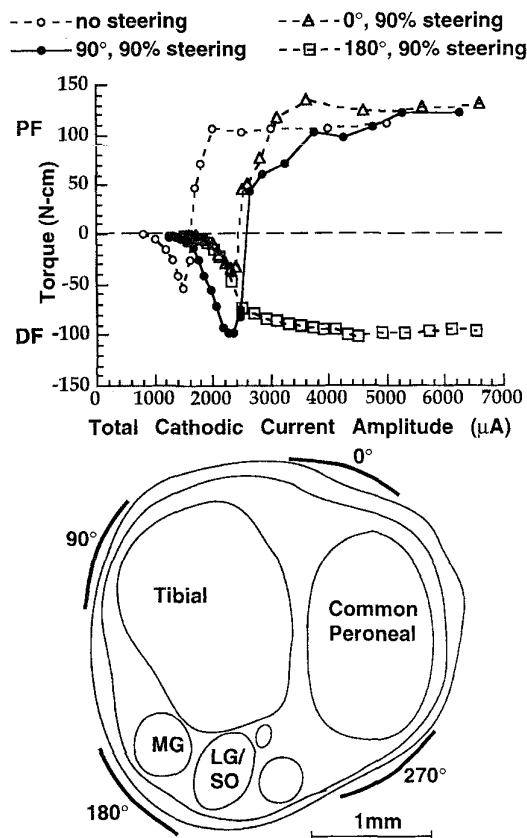 no steering
0°, 90% steering
90°, 90% steering
180°, 90% steering
150
PF 100
50
0
-50
DF -100
-150
Torque (N-cm)
0 1000 2000 3000 4000 5000 6000 7000
Total Cathodic Current Amplitude (µA)
0°
90°
Tibial
Common
Peroneal
MG
LG/
SO
180°
270°
1mm